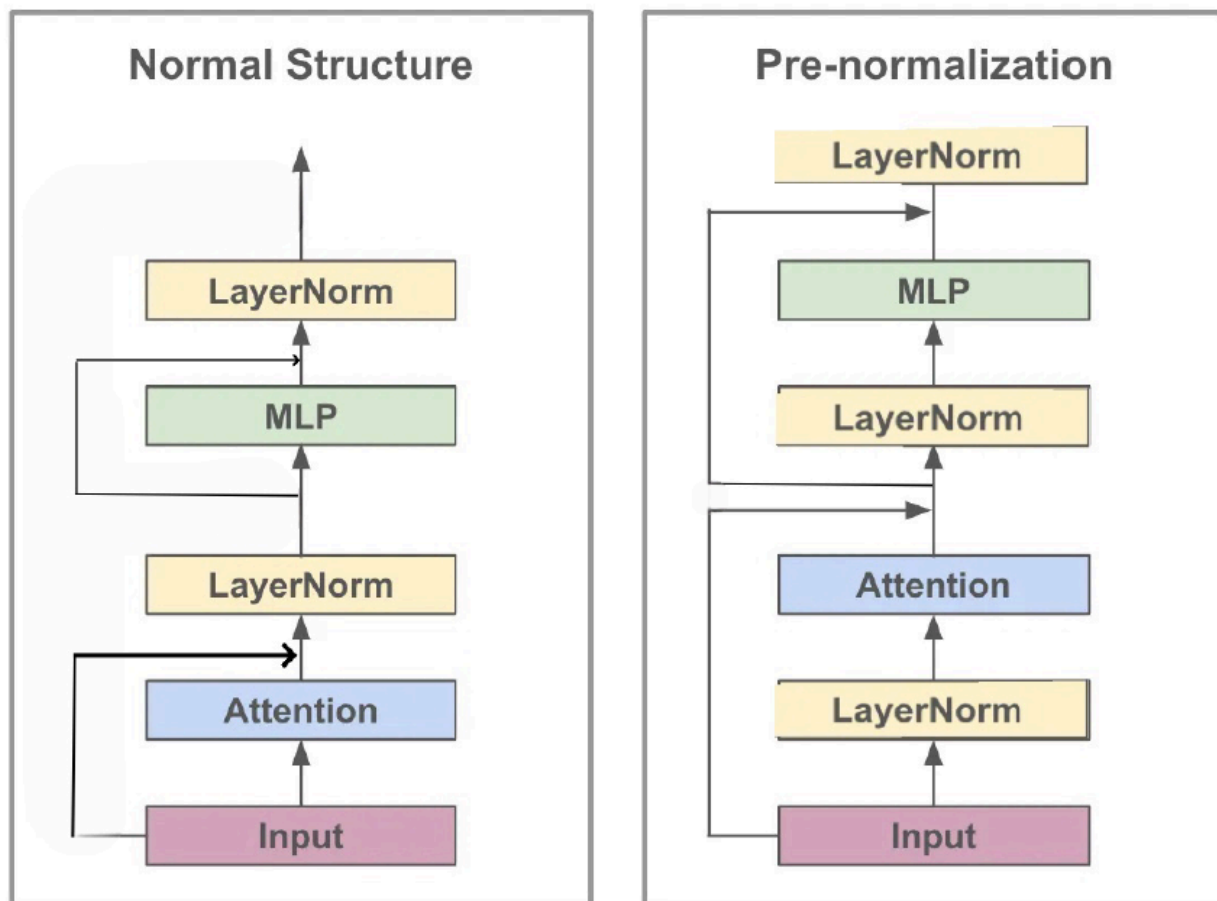 Normal Structure
LayerNorm
MLP
LayerNorm
Attention
Input
Pre-normalization
LayerNorm
MLP
LayerNorm
Attention
LayerNorm
Input